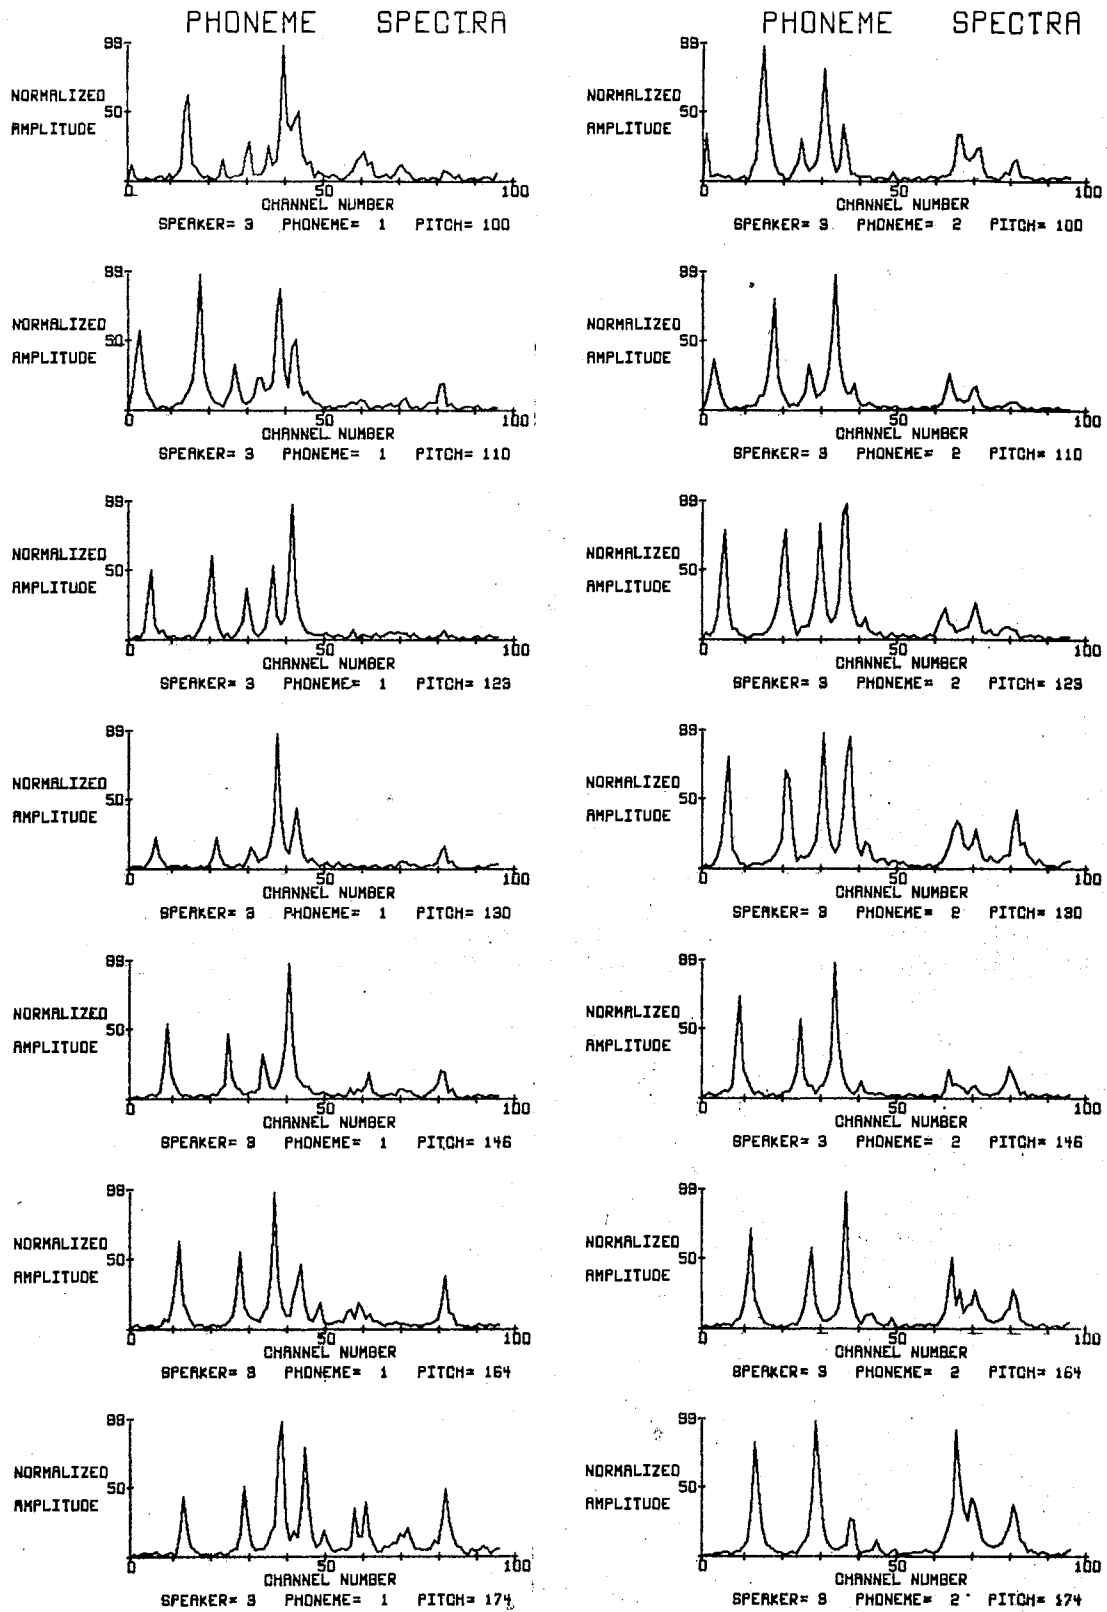 PHONEME SPECTRA
99
NORMALIZED
50
AMPLITUDE
0 50 100
CHANNEL NUMBER
SPEAKER= 3 PHONEME= 1 PITCH= 100
99
NORMALIZED
50
AMPLITUDE
0 50 100
CHANNEL NUMBER
SPEAKER= 3 PHONEME= 1 PITCH= 110
99
NORMALIZED
50
AMPLITUDE
0 50 100
CHANNEL NUMBER
SPEAKER= 3 PHONEME= 1 PITCH= 123
99
NORMALIZED
50
AMPLITUDE
0 50 100
CHANNEL NUMBER
SPEAKER= 3 PHONEME= 1 PITCH= 130
99
NORMALIZED
50
AMPLITUDE
0 50 100
CHANNEL NUMBER
SPEAKER= 3 PHONEME= 1 PITCH= 146
99
NORMALIZED
50
AMPLITUDE
0 50 100
CHANNEL NUMBER
SPEAKER= 3 PHONEME= 1 PITCH= 164
99
NORMALIZED
50
AMPLITUDE
0 50 100
CHANNEL NUMBER
SPEAKER= 3 PHONEME= 1 PITCH= 174
PHONEME SPECTRA
99
NORMALIZED
50
AMPLITUDE
0 50 100
CHANNEL NUMBER
SPEAKER= 3 PHONEME= 2 PITCH= 100
99
NORMALIZED
50
AMPLITUDE
0 50 100
CHANNEL NUMBER
SPEAKER= 3 PHONEME= 2 PITCH= 110
99
NORMALIZED
50
AMPLITUDE
0 50 100
CHANNEL NUMBER
SPEAKER= 3 PHONEME= 2 PITCH= 123
99
NORMALIZED
50
AMPLITUDE
0 50 100
CHANNEL NUMBER
SPEAKER= 3 PHONEME= 2 PITCH= 130
99
NORMALIZED
50
AMPLITUDE
0 50 100
CHANNEL NUMBER
SPEAKER= 3 PHONEME= 2 PITCH= 146
99
NORMALIZED
50
AMPLITUDE
0 50 100
CHANNEL NUMBER
SPEAKER= 3 PHONEME= 2 PITCH= 164
99
NORMALIZED
50
AMPLITUDE
0 50 100
CHANNEL NUMBER
SPEAKER= 3 PHONEME= 2 PITCH= 174